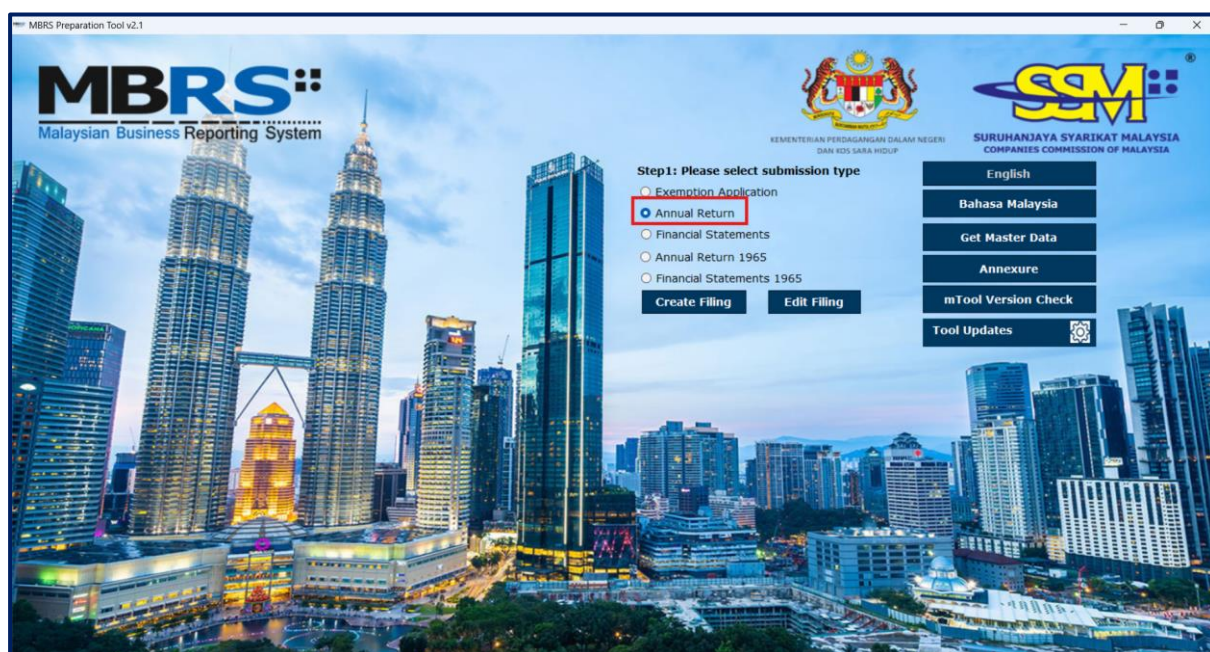 MBRS Preparation Tool v2.1
MBRS
Malaysian Business Reporting System
KEMENTERIAN PERDAGANGAN DALAM NEGERI
DAN KOS SARA HIDUP
SSM
®
SURUHANJAYA SYARIKAT MALAYSIA
COMPANIES COMMISSION OF MALAYSIA
Step1: Please select submission type
Exemption Application
Annual Return
Financial Statements
Annual Return 1965
Financial Statements 1965
Create Filing
Edit Filing
English
Bahasa Malaysia
Get Master Data
Annexure
mTool Version Check
Tool Updates